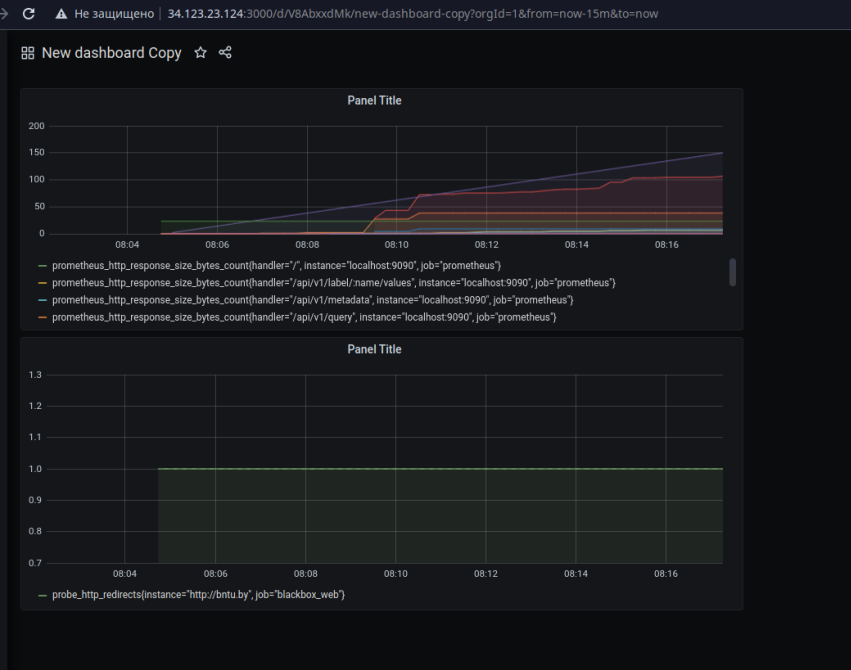 Не защищено 34.123.23.124:3000/d/V8AbxxdMk/new-dashboard-copy?orgId=1&from=now-15m&to=now
New dashboard Copy
Panel Title
200
150
100
50
0
08:04 08:06 08:08 08:10 08:12 08:14 08:16
prometheus_http_response_size_bytes_count{handler="/", instance="localhost:9090", job="prometheus"}
prometheus_http_response_size_bytes_count{handler="/api/v1/label/:name/values", instance="localhost:9090", job="prometheus"}
prometheus_http_response_size_bytes_count{handler="/api/v1/metadata", instance="localhost:9090", job="prometheus"}
prometheus_http_response_size_bytes_count{handler="/api/v1/query", instance="localhost:9090", job="prometheus"}
Panel Title
1.3
1.2
1.1
1.0
0.9
0.8
0.7
08:04 08:06 08:08 08:10 08:12 08:14 08:16
probe_http_redirects{instance="http://bntu.by", job="blackbox_web"}